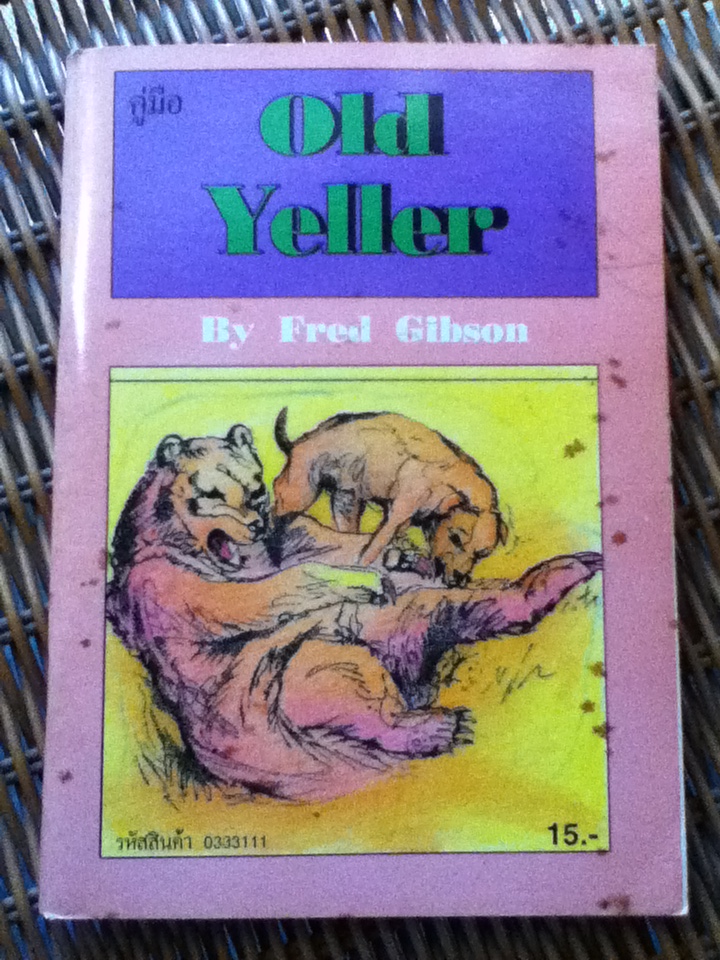 คู่มือ
Old
Yeller
By Fred Gibson
รหัสสินค้า 0333111
15.-